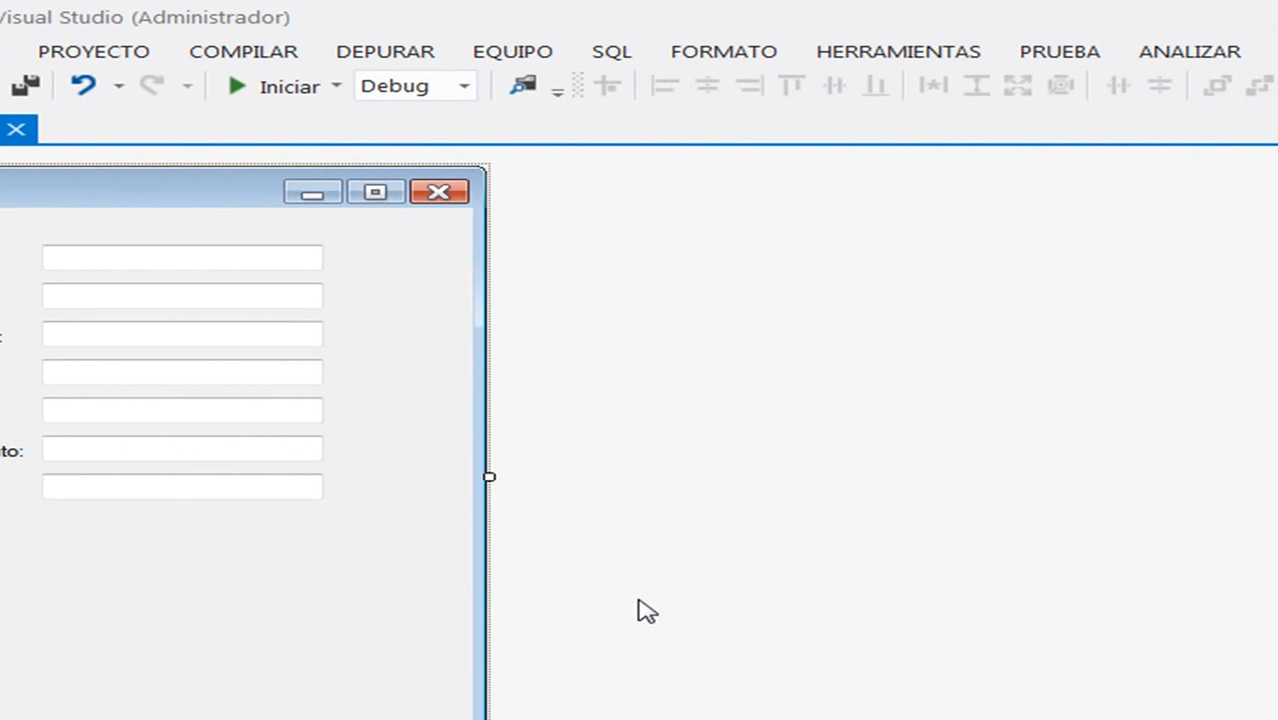 Visual Studio (Administrador)
PROYECTO COMPILAR DEPURAR EQUIPO SQL FORMATO HERRAMIENTAS PRUEBA ANALIZAR
Iniciar Debug
:
to: